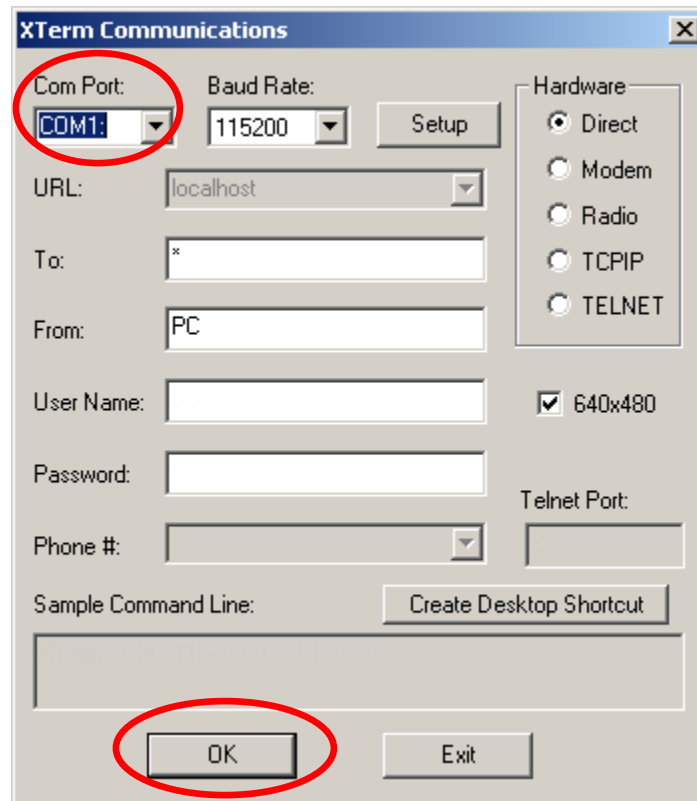 XTerm Communications
Com Port: Baud Rate: Hardware
COM1: 115200 Setup Direct
Modem
URL: localhost
Radio
To: * TCPIP
TELNET
From: PC
User Name: 640x480
Password:
Telnet Port:
Phone #:
Sample Command Line: Create Desktop Shortcut
OK Exit